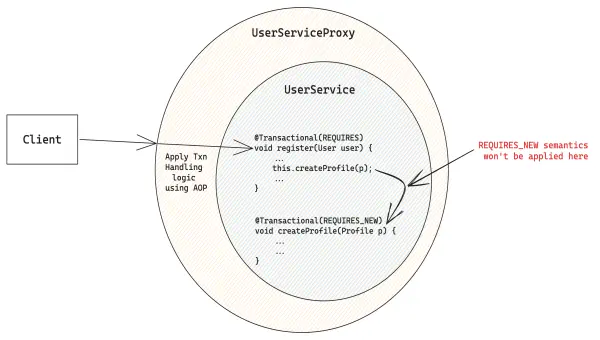 UserServiceProxy
UserService
Client
Apply Txn
Handling
logic
using AOP
@Transactional(REQUIRES)
void register(User user) {
...
this.createProfile(p);
...
}
@Transactional(REQUIRES_NEW)
void createProfile(Profile p) {
...
...
}
REQUIRES_NEW semantics
won't be applied here